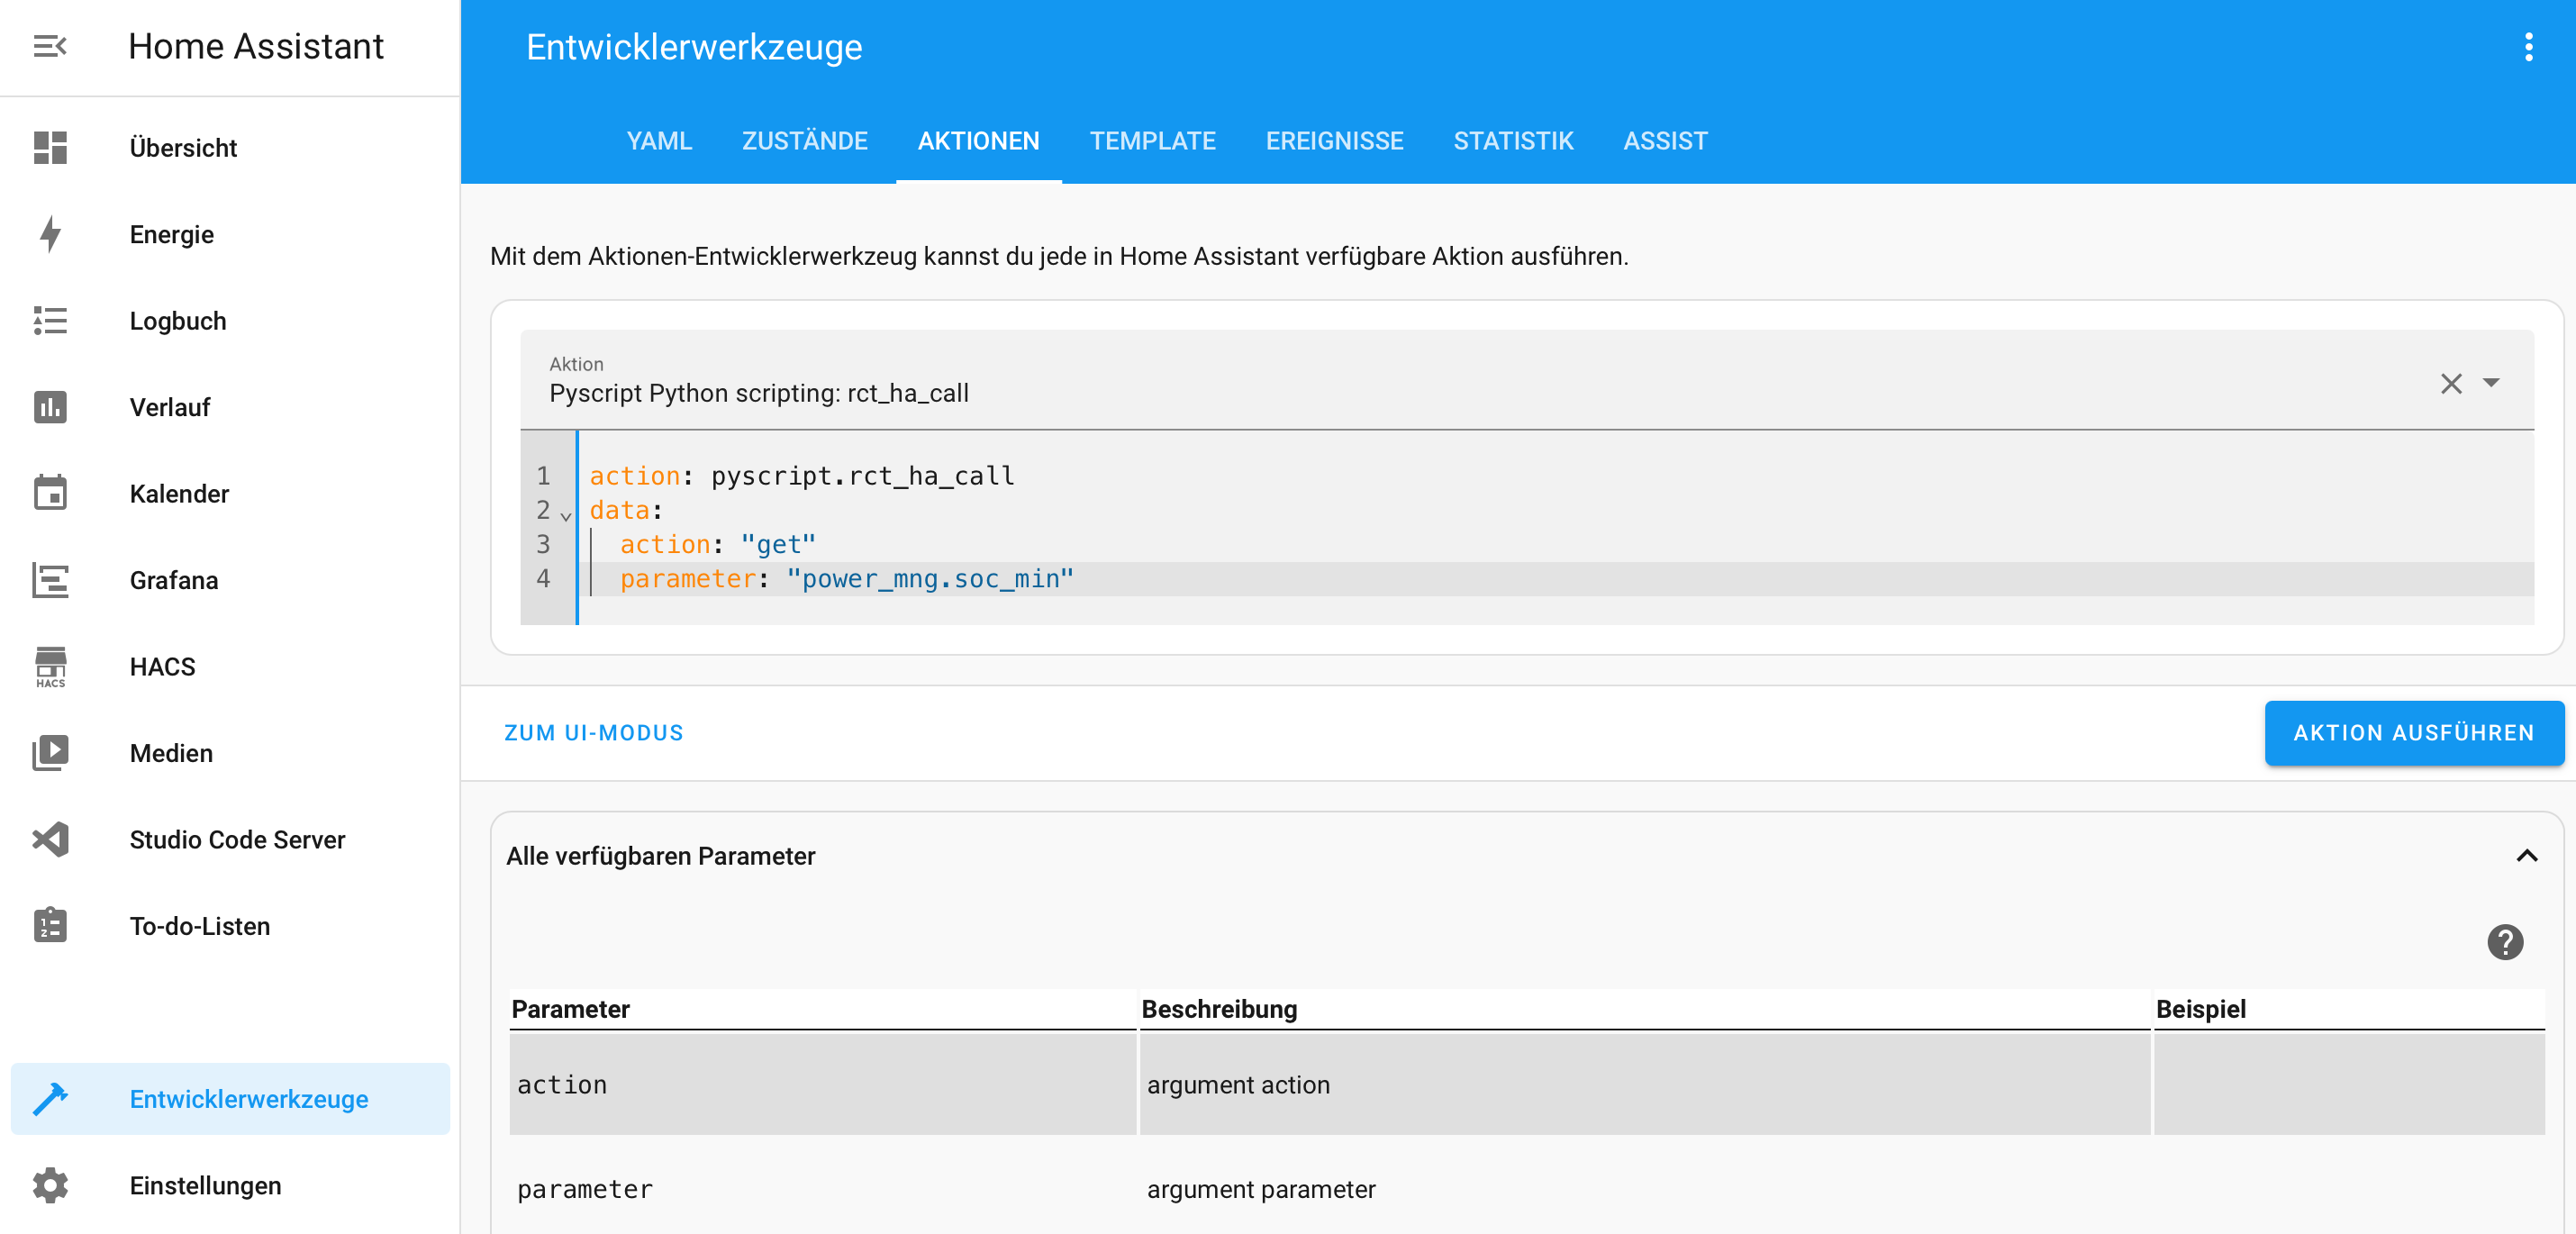 Home Assistant
Übersicht
Energie
Logbuch
Verlauf
Kalender
Grafana
HACS
HACS
Medien
Studio Code Server
To-do-Listen
Entwicklerwerkzeuge
Einstellungen
Entwicklerwerkzeuge
YAML ZUSTÄNDE AKTIONEN TEMPLATE EREIGNISSE STATISTIK ASSIST
Mit dem Aktionen-Entwicklerwerkzeug kannst du jede in Home Assistant verfügbare Aktion ausführen.
Aktion
Pyscript Python scripting: rct_ha_call
1 action: pyscript.rct_ha_call
2 data:
3 action: "get"
4 parameter: "power_mng.soc_min"
ZUM UI-MODUS AKTION AUSFÜHREN
Alle verfügbaren Parameter
?
Parameter Beschreibung Beispiel
action argument action
parameter argument parameter